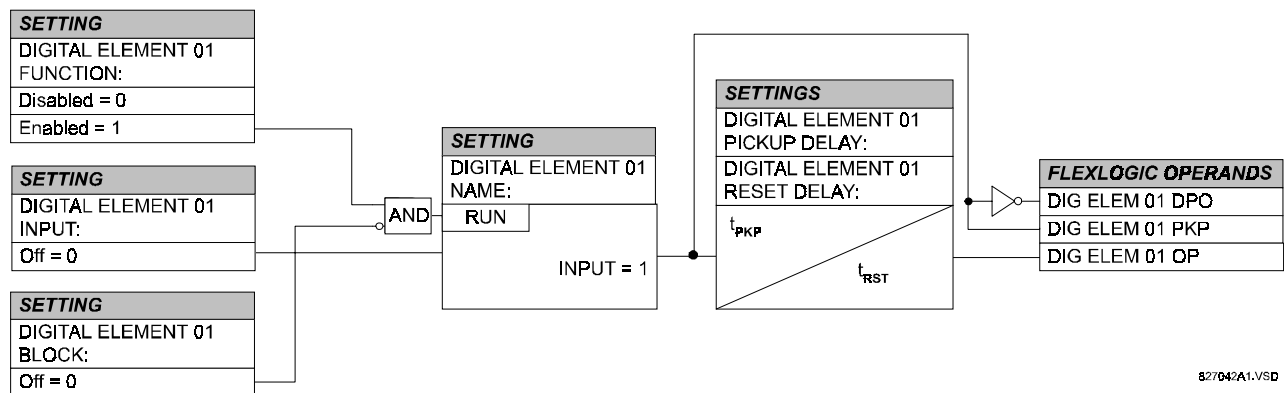 SETTING
DIGITAL ELEMENT 01
FUNCTION:
Disabled = 0
Enabled = 1
SETTING
DIGITAL ELEMENT 01
INPUT:
Off = 0
SETTING
DIGITAL ELEMENT 01
BLOCK:
Off = 0
AND
SETTING
DIGITAL ELEMENT 01
NAME:
RUN
INPUT = 1
SETTINGS
DIGITAL ELEMENT 01
PICKUP DELAY:
DIGITAL ELEMENT 01
RESET DELAY:
tPKP
tRST
FLEXLOGIC OPERANDS
DIG ELEM 01 DPO
DIG ELEM 01 PKP
DIG ELEM 01 OP
827042A1.VSD